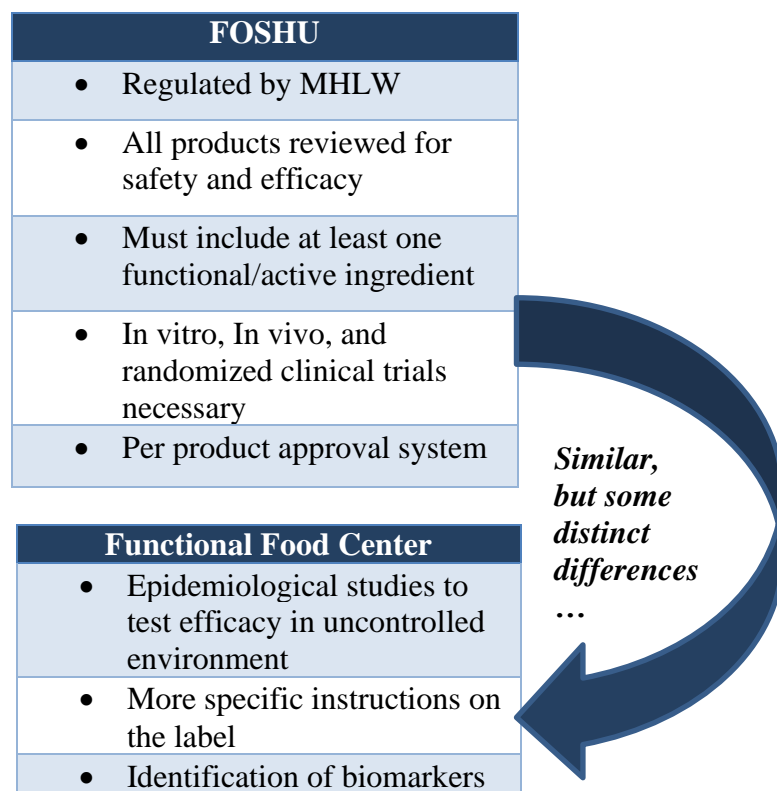 FOSHU
• Regulated by MHLW
• All products reviewed for
safety and efficacy
• Must include at least one
functional/active ingredient
• In vitro, In vivo, and
randomized clinical trials
necessary
• Per product approval system
Similar,
but some
distinct
differences
…
Functional Food Center
• Epidemiological studies to
test efficacy in uncontrolled
environment
• More specific instructions on
the label
• Identification of biomarkers